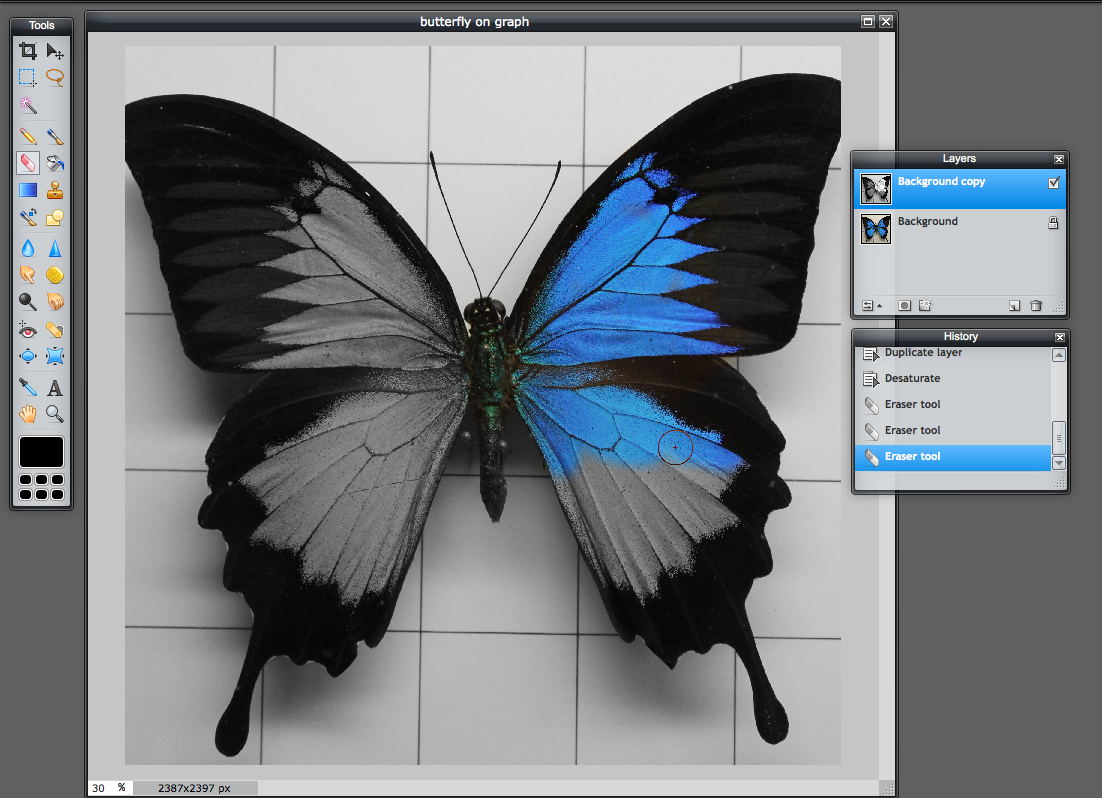 Tools
butterfly on graph
Layers
Background copy
Background
History
Duplicate layer
Desaturate
Eraser tool
Eraser tool
Eraser tool
30 % 2387x2397 px